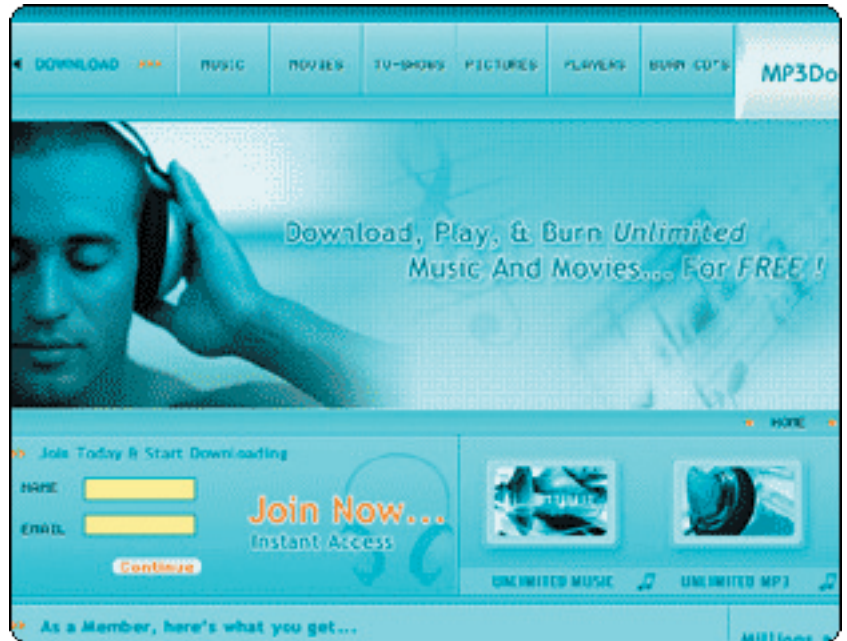 DOWNLOAD
MUSIC
MOVIES
TV-SHOWS
PICTURES
PLAYERS
BURN CD'S
MP3Do
Download, Play, & Burn Unlimited
Music And Movies... For FREE !
HOME
Join Today & Start Downloading
NAME
EMAIL
Continue
Join Now...
Instant Access
UNLIMITED MUSIC
UNLIMITED MP3
As a Member, here's what you get...
Millions a